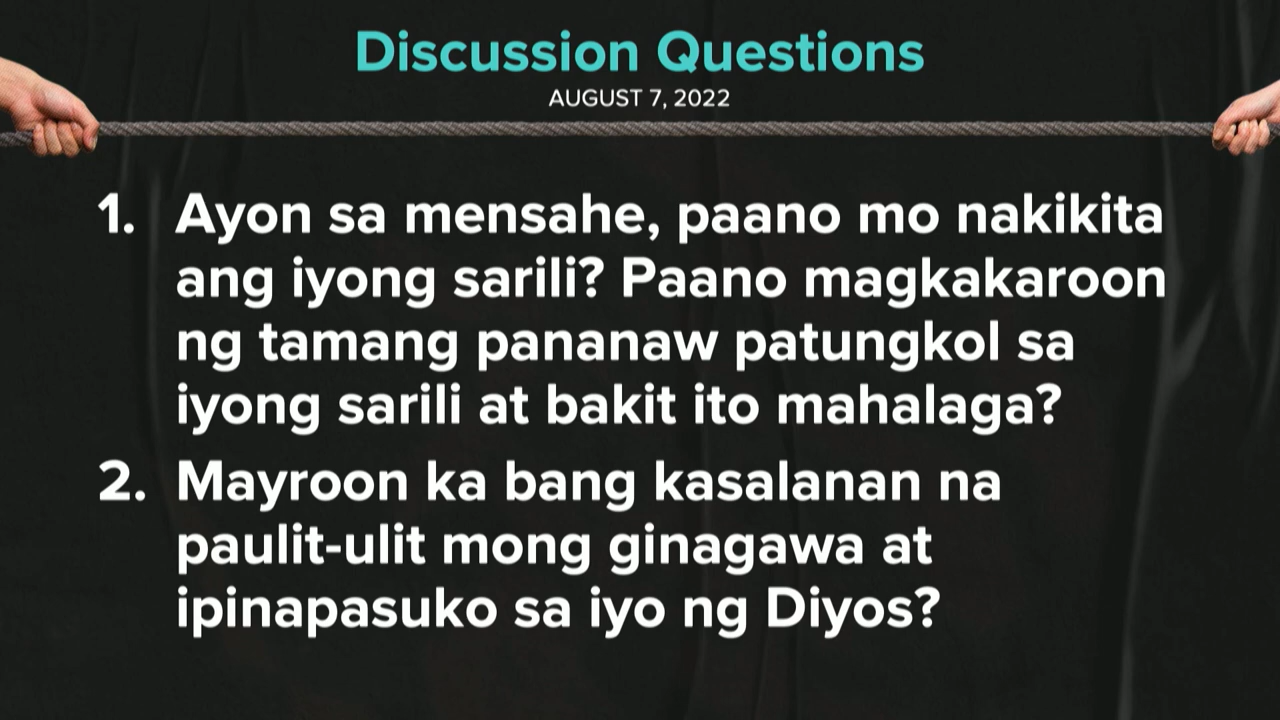 Discussion Questions
AUGUST 7, 2022
1. Ayon sa mensahe, paano mo nakikita
ang iyong sarili? Paano magkakaroon
ng tamang pananaw patungkol sa
iyong sarili at bakit ito mahalaga?
2. Mayroon ka bang kasalanan na
paulit-ulit mong ginagawa at
ipinapasuko sa iyo ng Diyos?